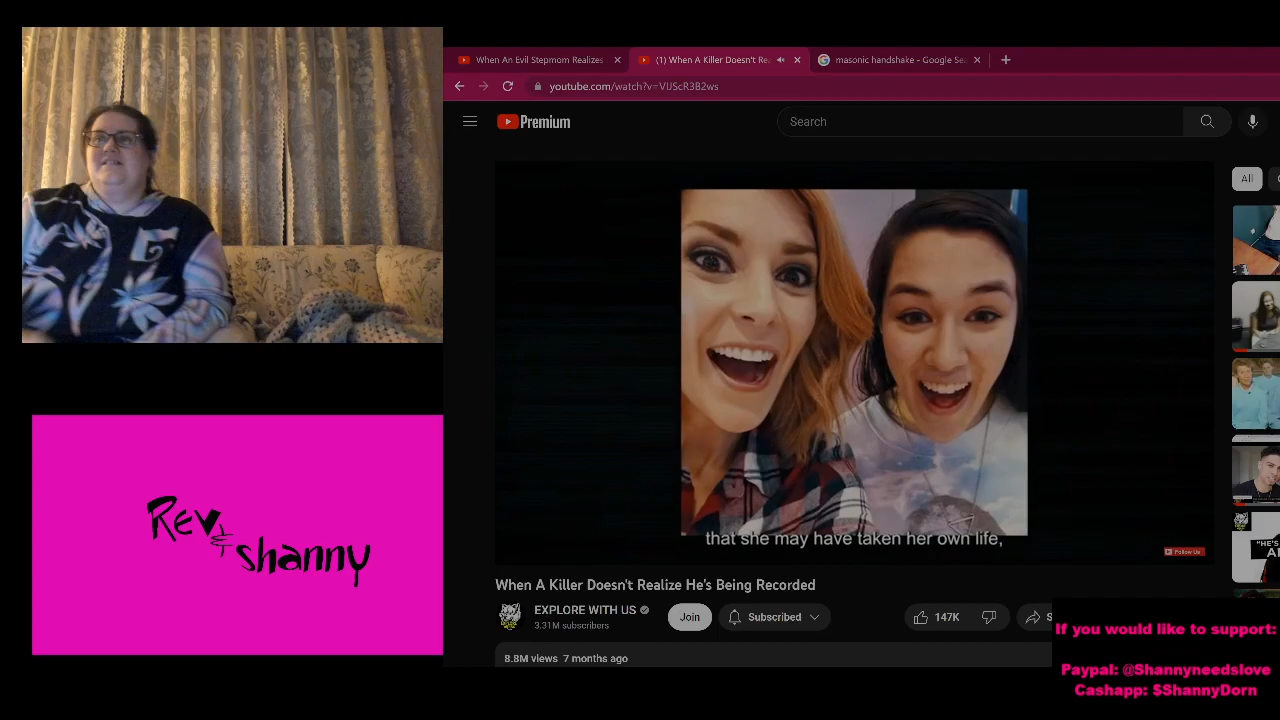 When An Evil Stepmom Realizes
(1) When A Killer Doesn't Re
masonic handshake - Google Se
youtube.com/watch?v=VIJScR3B2ws
Premium
Search
All
that she may have taken her own life,
Follow Us
When A Killer Doesn't Realize He's Being Recorded
EXPLORE WITH US
3.31M subscribers
Join
Subscribed
147K
S
8.8M views 7 months ago
Rev
&
shanny
If you would like to support:
Paypal: @Shannyneedslove
Cashapp: $ShannyDorn